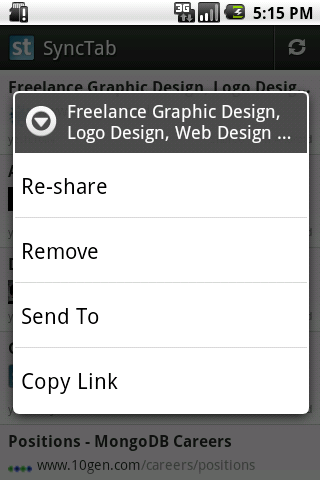 3G
5:15 PM
st SyncTab
Freelance Graphic Design, Logo Desig...
Freelance Graphic Design,
Logo Design, Web Design ...
Re-share
Remove
Send To
Copy Link
Positions - MongoDB Careers
www.10gen.com/careers/positions